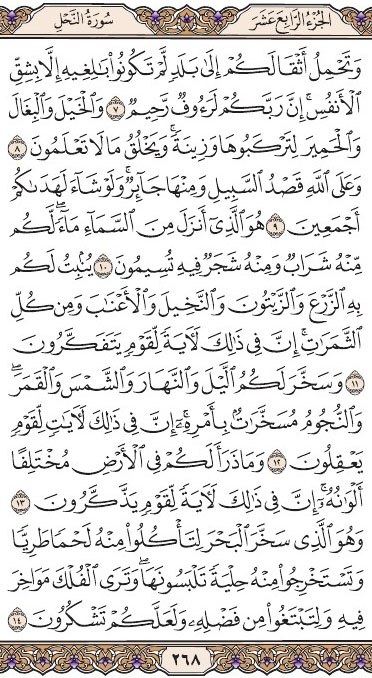 سُورَةُ النَّحْلِ الجُزْءُ الرَّابِعَ عَشَرَ
وَتَحْمِلُ أَثْقَالَكُمْ إِلَىٰ بَلَدٍ لَّمْ تَكُونُوا۟ بَٰلِغِيهِ إِلَّا بِشِقِّ
ٱلْأَنفُسِ ۚ إِنَّ رَبَّكُمْ لَرَءُوفٌ رَّحِيمٌ ٧ وَٱلْخَيْلَ وَٱلْبِغَالَ
وَٱلْحَمِيرَ لِتَرْكَبُوهَا وَزِينَةً ۚ وَيَخْلُقُ مَا لَا تَعْلَمُونَ ٨
وَعَلَى ٱللَّهِ قَصْدُ ٱلسَّبِيلِ وَمِنْهَا جَآئِرٌ ۚ وَلَوْ شَآءَ لَهَدَىٰكُمْ
أَجْمَعِينَ ٩ هُوَ ٱلَّذِىٓ أَنزَلَ مِنَ ٱلسَّمَآءِ مَآءً ۖ لَّكُم
مِّنْهُ شَرَابٌ وَمِنْهُ شَجَرٌ فِيهِ تُسِيمُونَ ١٠ يُنۢبِتُ لَكُم
بِهِ ٱلزَّرْعَ وَٱلزَّيْتُونَ وَٱلنَّخِيلَ وَٱلْأَعْنَٰبَ وَمِن كُلِّ
ٱلثَّمَرَٰتِ ۗ إِنَّ فِى ذَٰلِكَ لَءَايَةً لِّقَوْمٍ يَتَفَكَّرُونَ
١١ وَسَخَّرَ لَكُمُ ٱلَّيْلَ وَٱلنَّهَارَ وَٱلشَّمْسَ وَٱلْقَمَرَ ۖ
وَٱلنُّجُومُ مُسَخَّرَٰتٌۢ بِأَمْرِهِۦٓ ۗ إِنَّ فِى ذَٰلِكَ لَءَايَٰتٍ لِّقَوْمٍ
يَعْقِلُونَ ١٢ وَمَا ذَرَأَ لَكُمْ فِى ٱلْأَرْضِ مُخْتَلِفًا
أَلْوَٰنُهُۥٓ ۗ إِنَّ فِى ذَٰلِكَ لَءَايَةً لِّقَوْمٍ يَذَّكَّرُونَ ١٣
وَهُوَ ٱلَّذِى سَخَّرَ ٱلْبَحْرَ لِتَأْكُلُوا۟ مِنْهُ لَحْمًا طَرِيًّا
وَتَسْتَخْرِجُوا۟ مِنْهُ حِلْيَةً تَلْبَسُونَهَا ۖ وَتَرَى ٱلْفُلْكَ مَوَاخِرَ
فِيهِ وَلِتَبْتَغُوا۟ مِن فَضْلِهِۦ وَلَعَلَّكُمْ تَشْكُرُونَ ١٤
٢٦٨